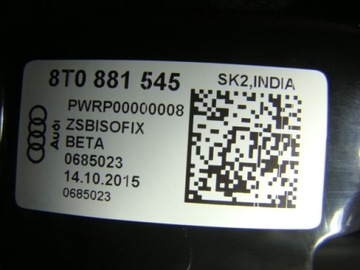 8T0 881 545
SK2,INDIA
PWRP00000008
Audi
ZSBISOFIX
BETA
0685023
14.10.2015
0685023